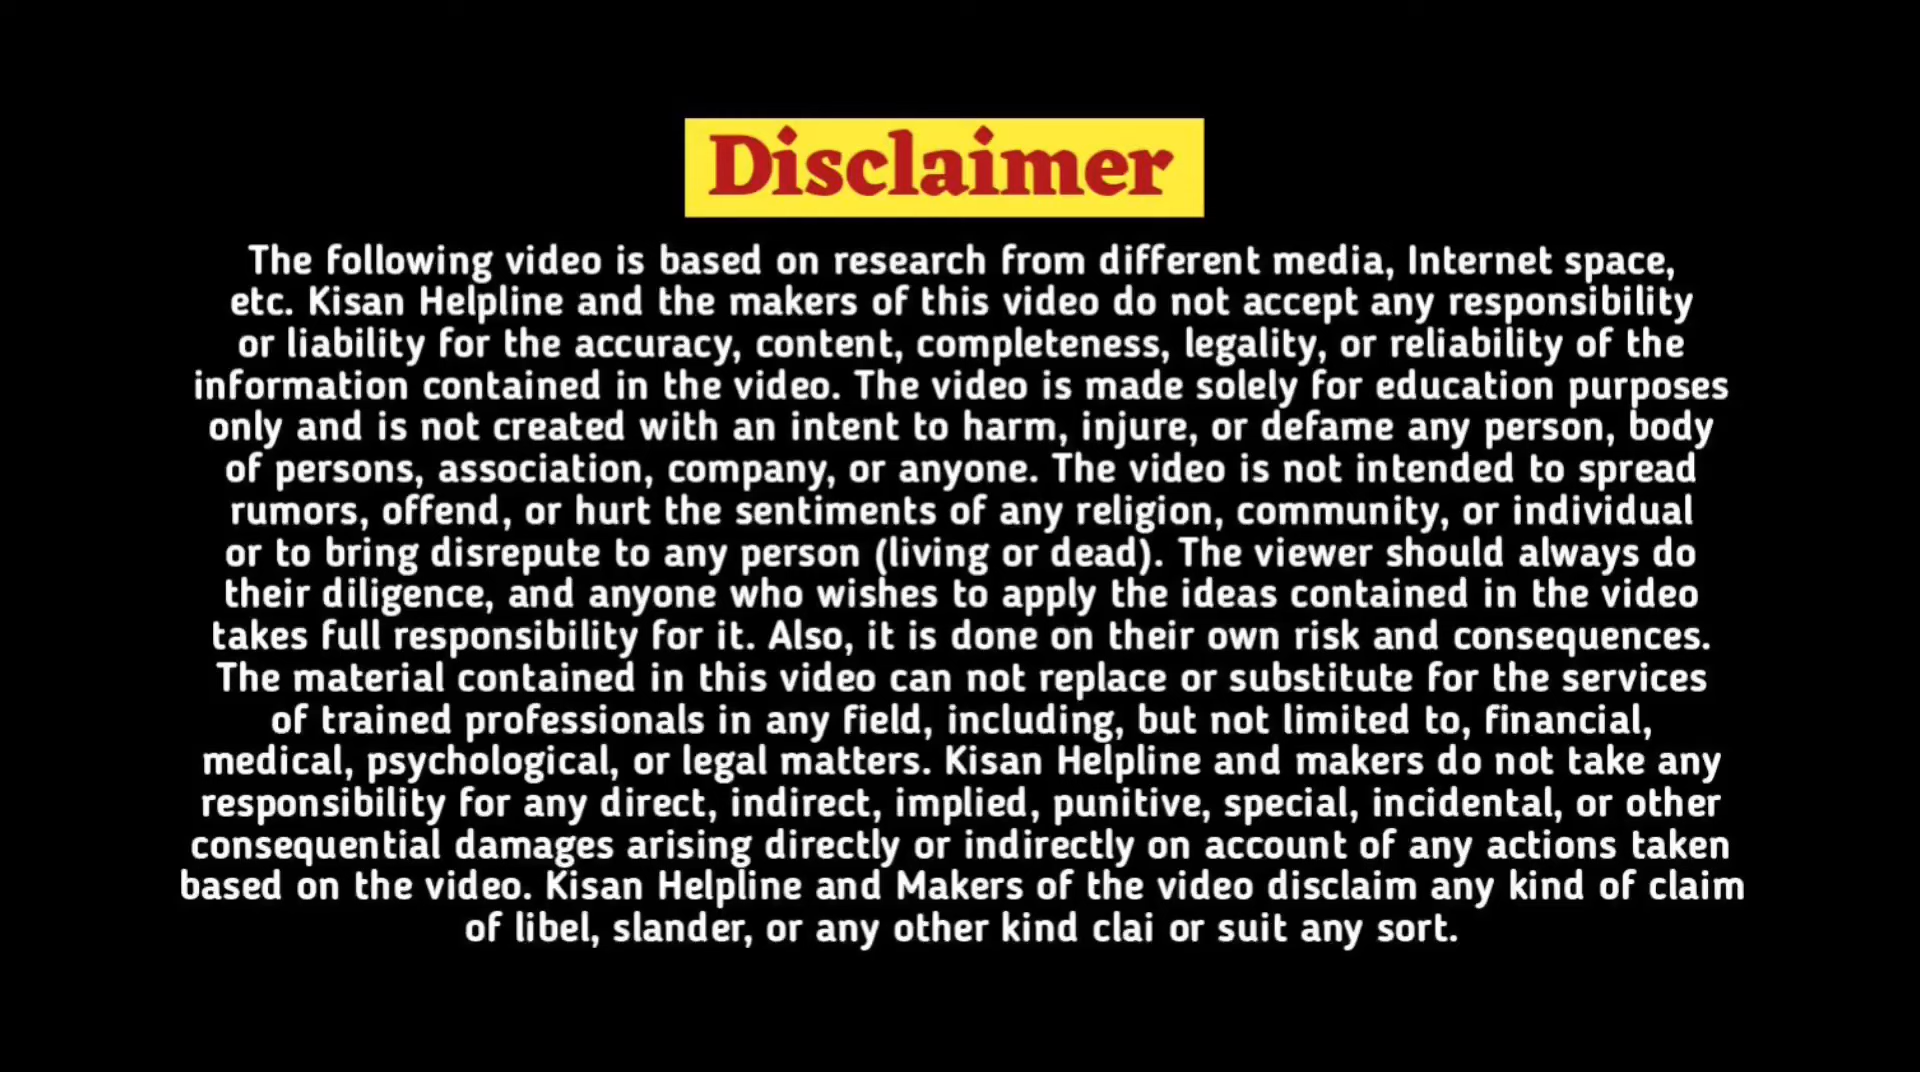 Disclaimer
The following video is based on research from different media, Internet space,
etc. Kisan Helpline and the makers of this video do not accept any responsibility
or liability for the accuracy, content, completeness, legality, or reliability of the
information contained in the video. The video is made solely for education purposes
only and is not created with an intent to harm, injure, or defame any person, body
of persons, association, company, or anyone. The video is not intended to spread
rumors, offend, or hurt the sentiments of any religion, community, or individual
or to bring disrepute to any person (living or dead). The viewer should always do
their diligence, and anyone who wishes to apply the ideas contained in the video
takes full responsibility for it. Also, it is done on their own risk and consequences.
The material contained in this video can not replace or substitute for the services
of trained professionals in any field, including, but not limited to, financial,
medical, psychological, or legal matters. Kisan Helpline and makers do not take any
responsibility for any direct, indirect, implied, punitive, special, incidental, or other
consequential damages arising directly or indirectly on account of any actions taken
based on the video. Kisan Helpline and Makers of the video disclaim any kind of claim
of libel, slander, or any other kind clai or suit any sort.